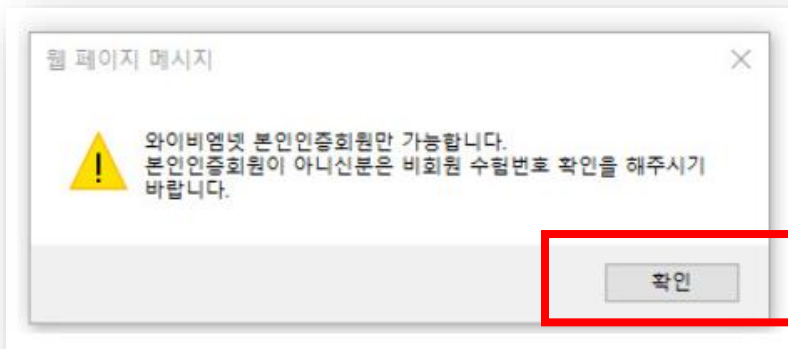 웹 페이지 메시지
와이비엠넷 본인인증회원만 가능합니다.
본인인증회원이 아니신분은 비회원 수험번호 확인을 해주시기
바랍니다.
확인